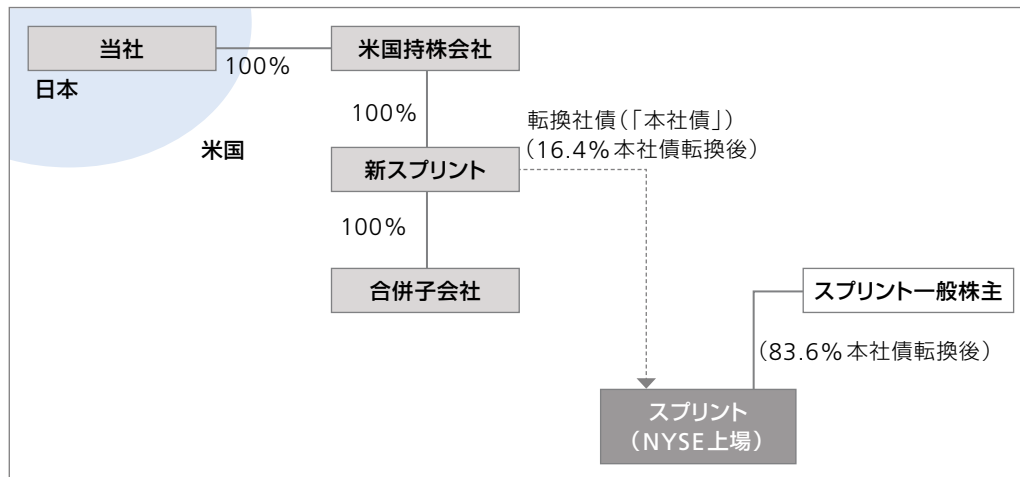 当社
100%
米国持株会社
日本
米国
100%
転換社債(「本社債」)
(16.4%本社債転換後)
新スプリント
100%
合併子会社
スプリント一般株主
(83.6%本社債転換後)
スプリント
(NYSE上場)